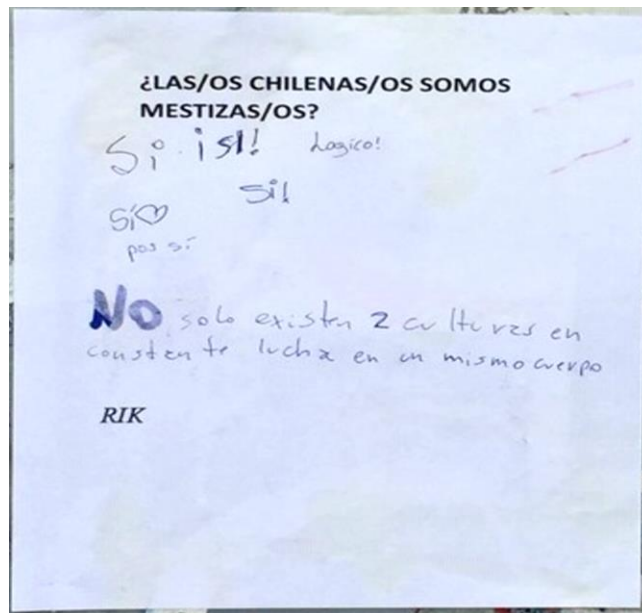 ¿LAS/OS CHILENAS/OS SOMOS
MESTIZAS/OS?
Si ¡SI! Logico!
Si!
Sí♡
pos sí
NO solo existen 2 culturas en
constante lucha en un mismo cuerpo
RIK